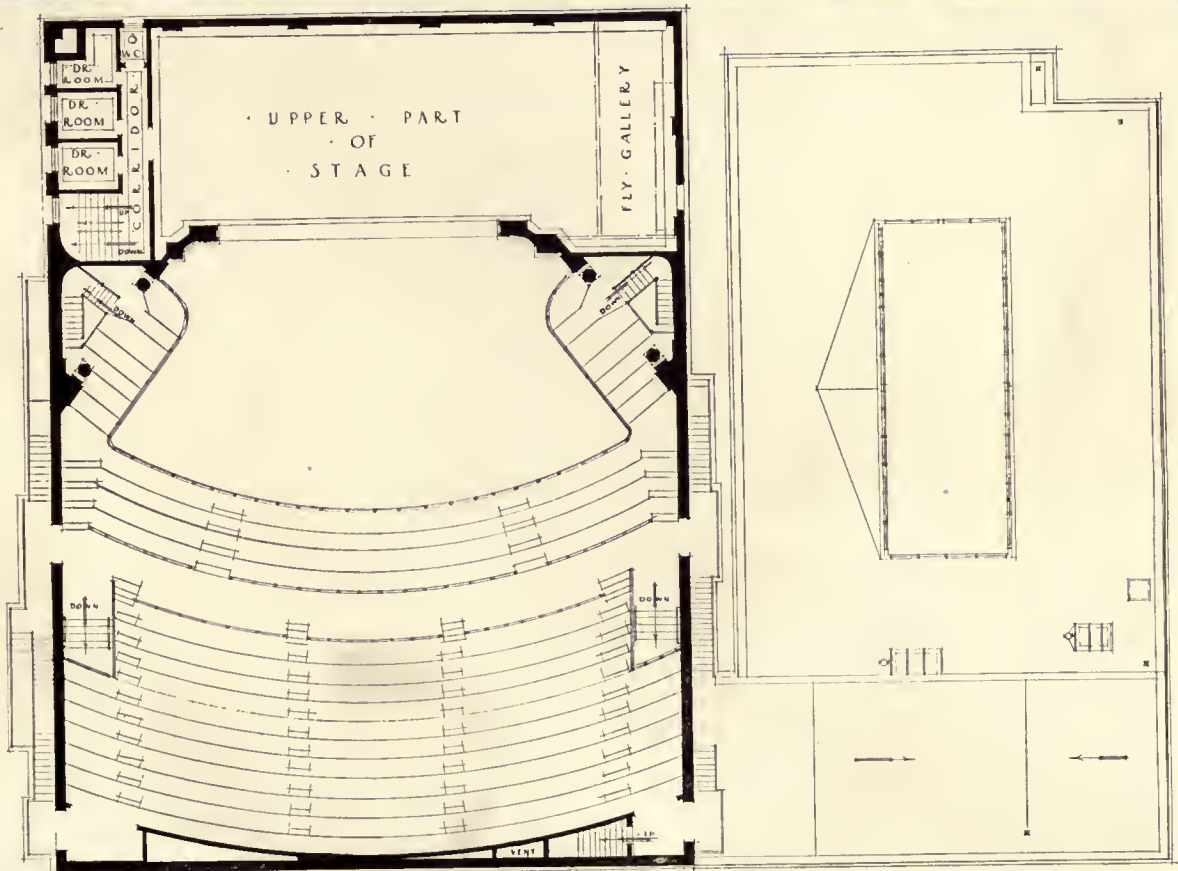 WC
DR.
ROOM
DR.
ROOM
DR.
ROOM
CORRIDOR
UP
DOWN
· UPPER · PART
· OF
· STAGE
FLY · GALLERY
DOWN
DOWN
DOWN
DOWN
VENT
UP